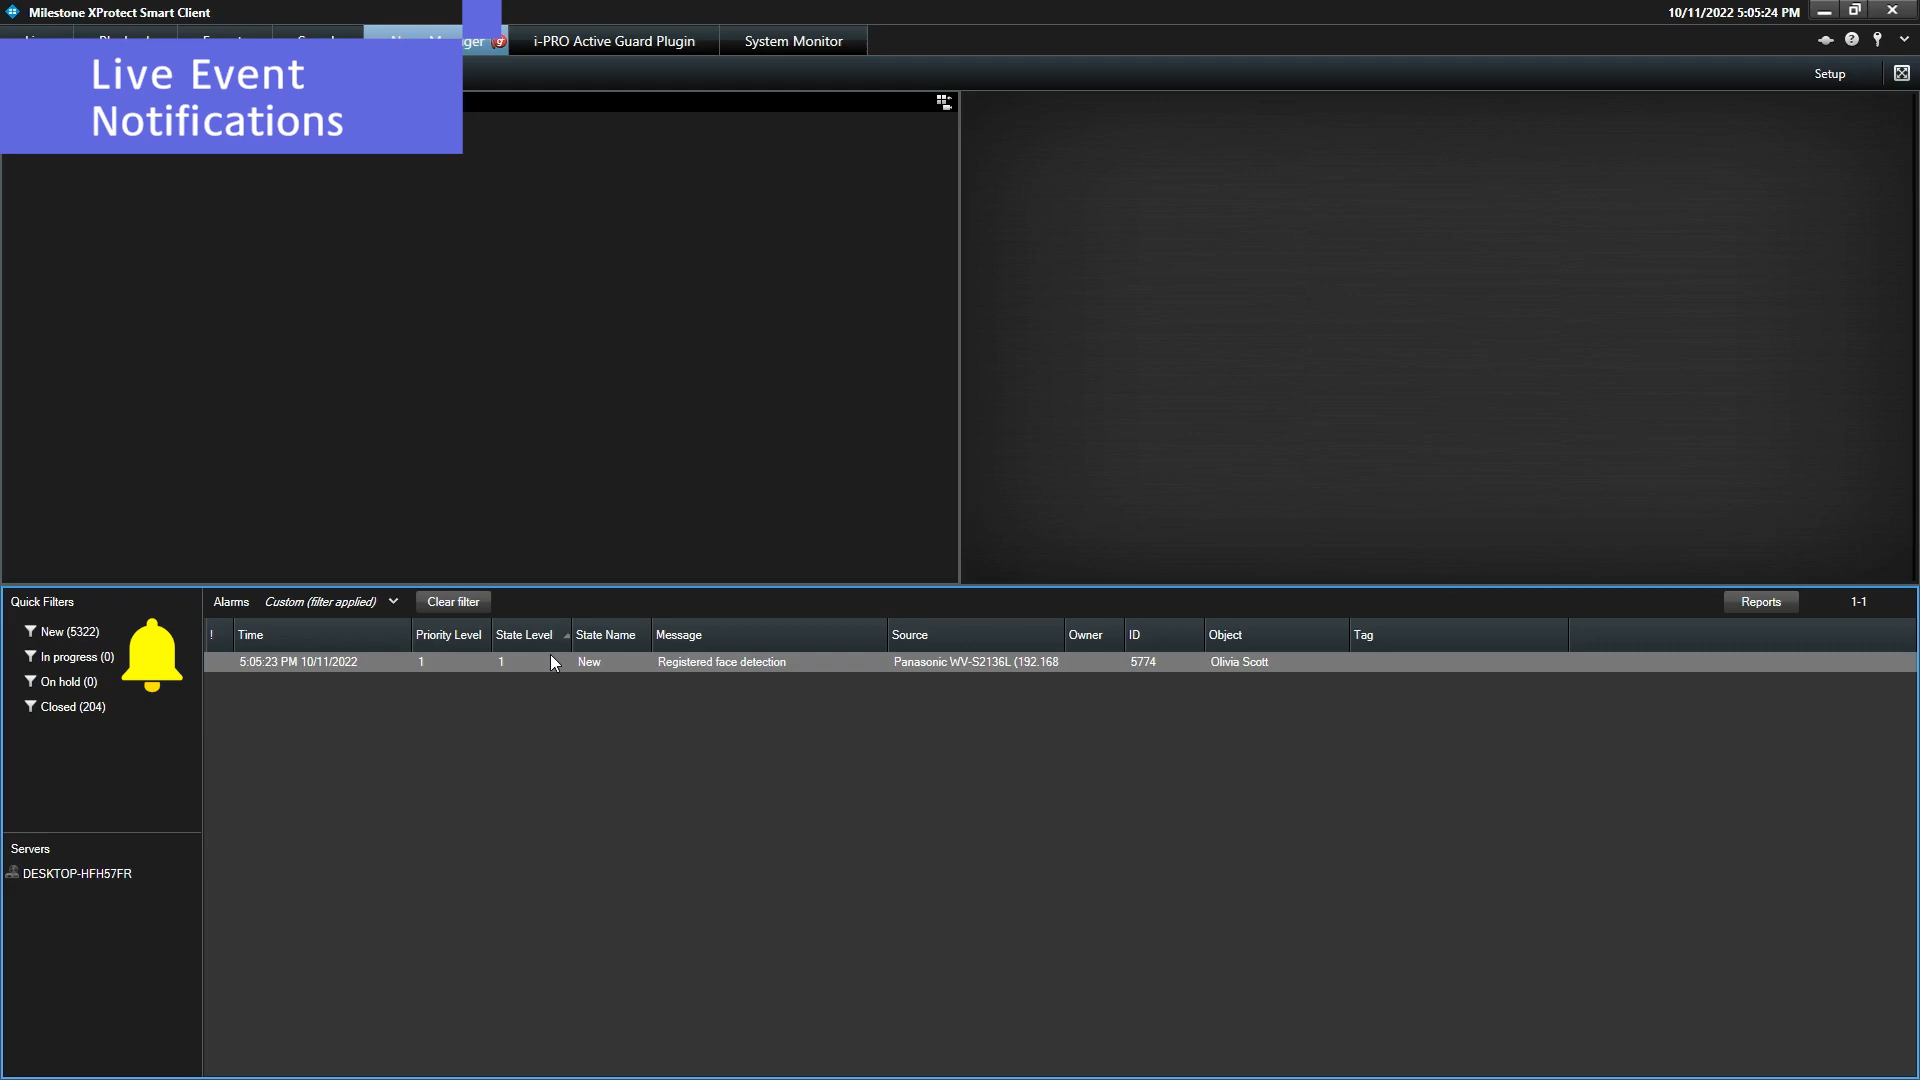 Milestone XProtect Smart Client
10/11/2022 5:05:24 PM
i-PRO Active Guard Plugin
System Monitor
Live Event
Notifications
Setup
Quick Filters
New (5322)
In progress (0)
On hold (0)
Closed (204)
Servers
DESKTOP-HFH57FR
Alarms Custom (filter applied) Clear filter Reports 1-1
! Time Priority Level State Level State Name Message Source Owner ID Object Tag
5:05:23 PM 10/11/2022 1 1 New Registered face detection Panasonic WV-S2136L (192.168 5774 Olivia Scott